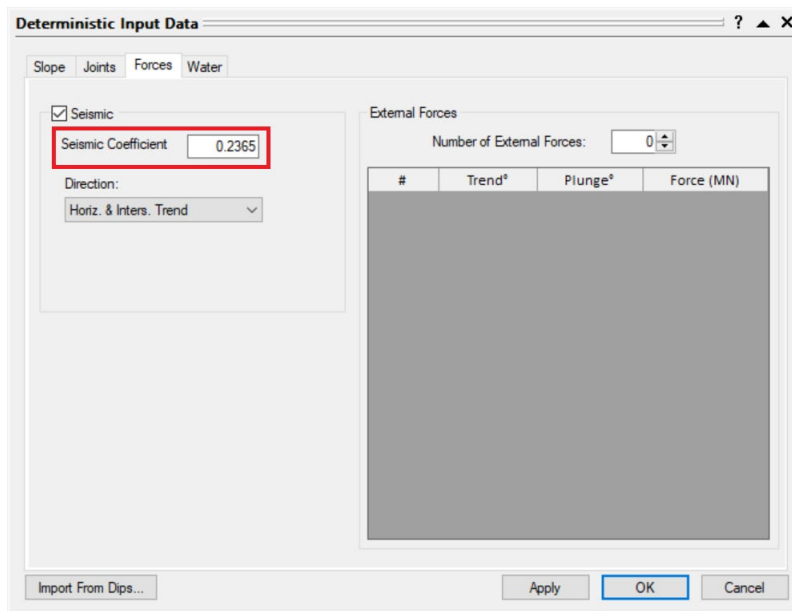 Deterministic Input Data ?
Slope Joints Forces Water
Seismic
Seismic Coefficient 0.2365
Direction:
Horiz. & Inters. Trend
External Forces
Number of External Forces: 0
# Trend° Plunge° Force (MN)
Import From Dips... Apply OK Cancel